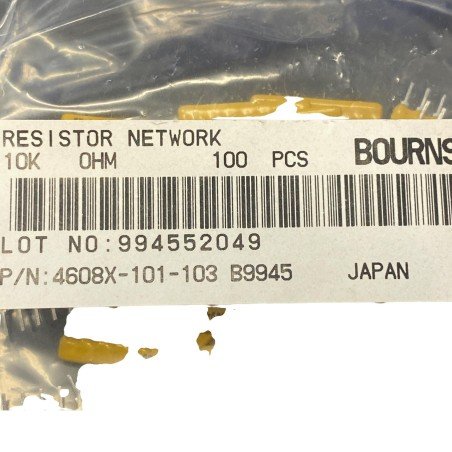 RESISTOR NETWORK
10K OHM 100 PCS BOURNS
LOT NO:994552049
P/N:4608X-101-103 B9945 JAPAN